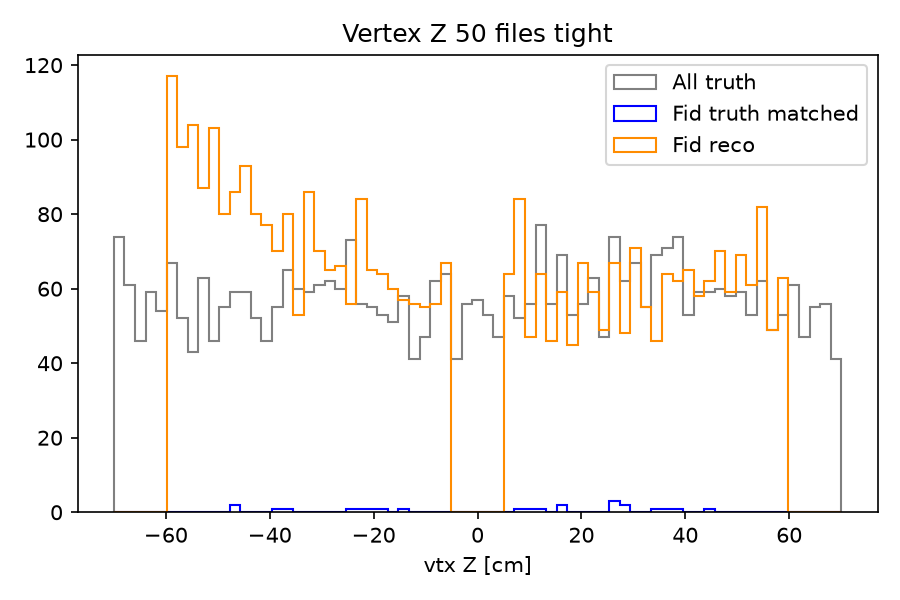 Vertex Z 50 files tight
All truth
Fid truth matched
Fid reco
120
100
80
60
40
20
0
−60
−40
−20
0
20
40
60
vtx Z [cm]